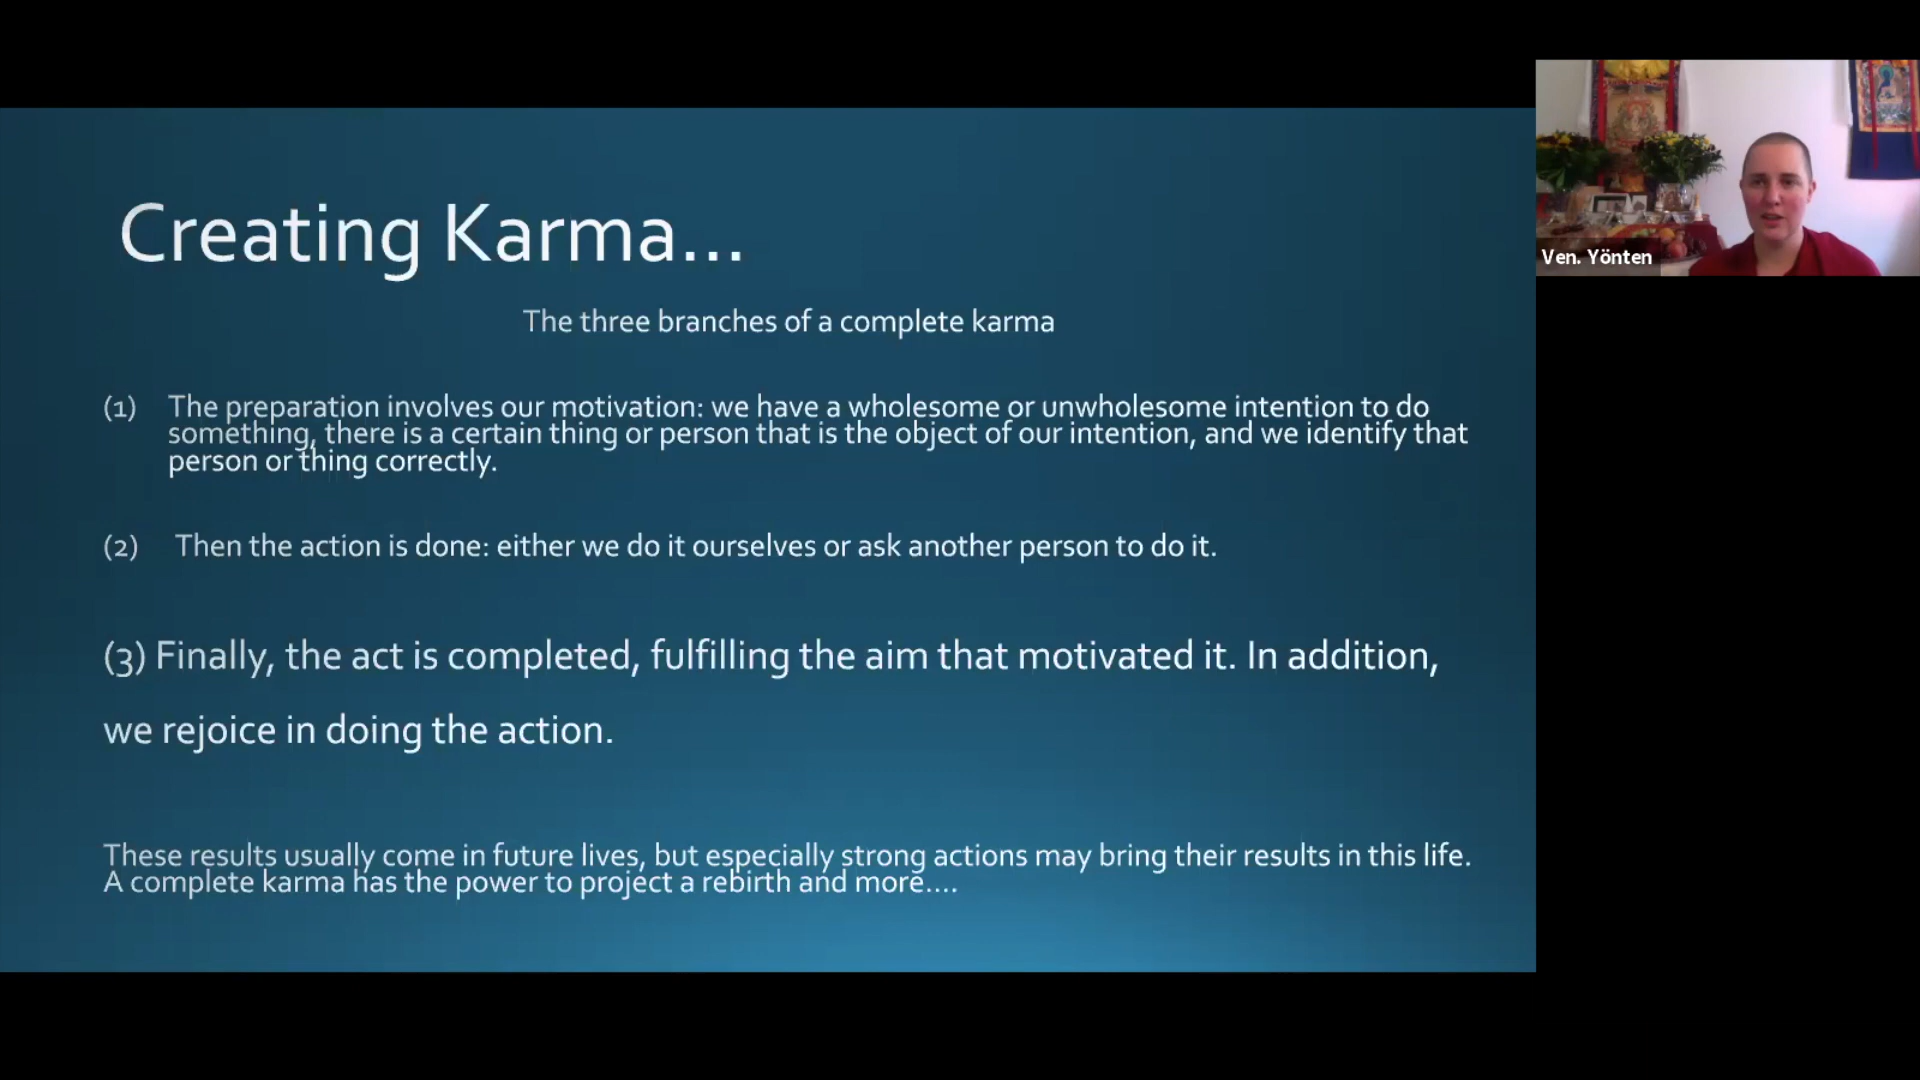 Creating Karma...
The three branches of a complete karma
(1) The preparation involves our motivation: we have a wholesome or unwholesome intention to do
something, there is a certain thing or person that is the object of our intention, and we identify that
person or thing correctly.
(2) Then the action is done: either we do it ourselves or ask another person to do it.
(3) Finally, the act is completed, fulfilling the aim that motivated it. In addition,
we rejoice in doing the action.
These results usually come in future lives, but especially strong actions may bring their results in this life.
A complete karma has the power to project a rebirth and more....
Ven. Yönten